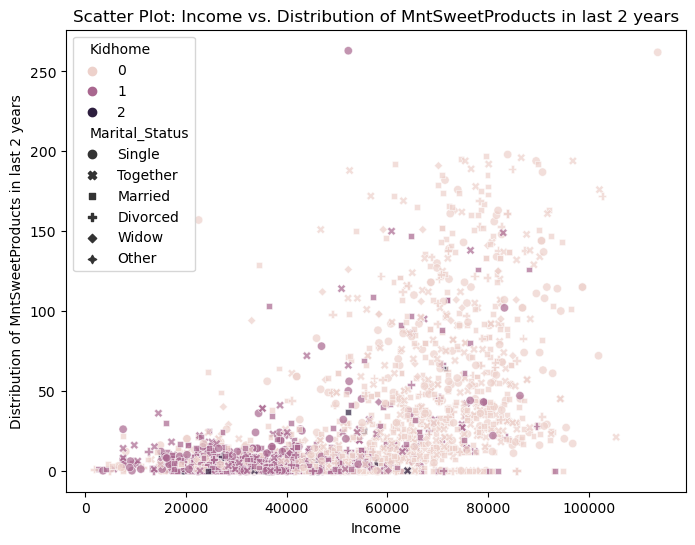 Scatter Plot: Income vs. Distribution of MntSweetProducts in last 2 years
Distribution of MntSweetProducts in last 2 years
250
200
150
100
50
0
Kidhome
0
1
2
Marital_Status
Single
Together
Married
Divorced
Widow
Other
0
20000
40000
60000
80000
100000
Income